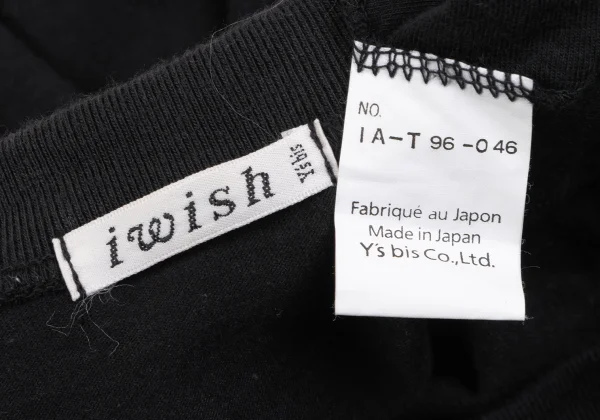 iwish
Y's bis
NO.
IA-T 96-046
Fabriqué au Japon
Made in Japan
Y's bis Co.,Ltd.